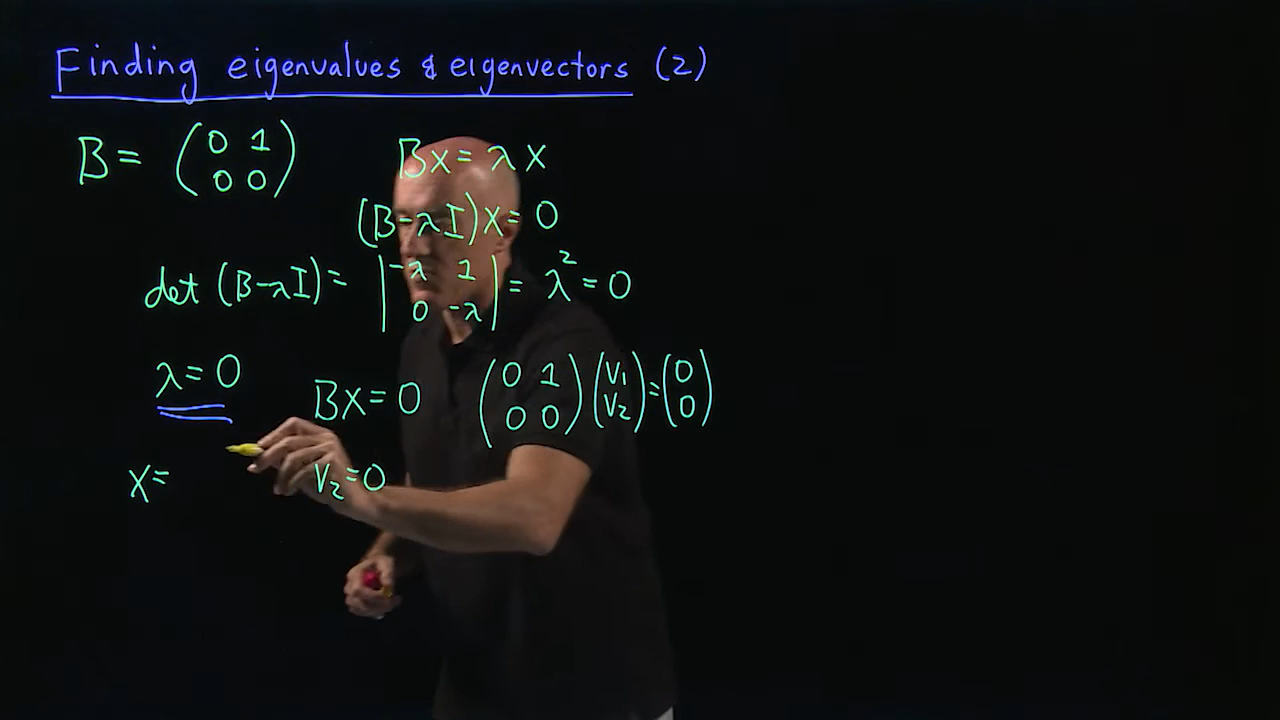 Finding eigenvalues & eigenvectors (2)
B = (0 1
0 0)
Bx = λx
(B-λI)x = 0
det (B-λI) = |-λ 1
0 -λ| = λ² = 0
λ = 0
Bx = 0
(0 1
0 0) (v₁
v₂) = (0
0)
x =
v₂ = 0